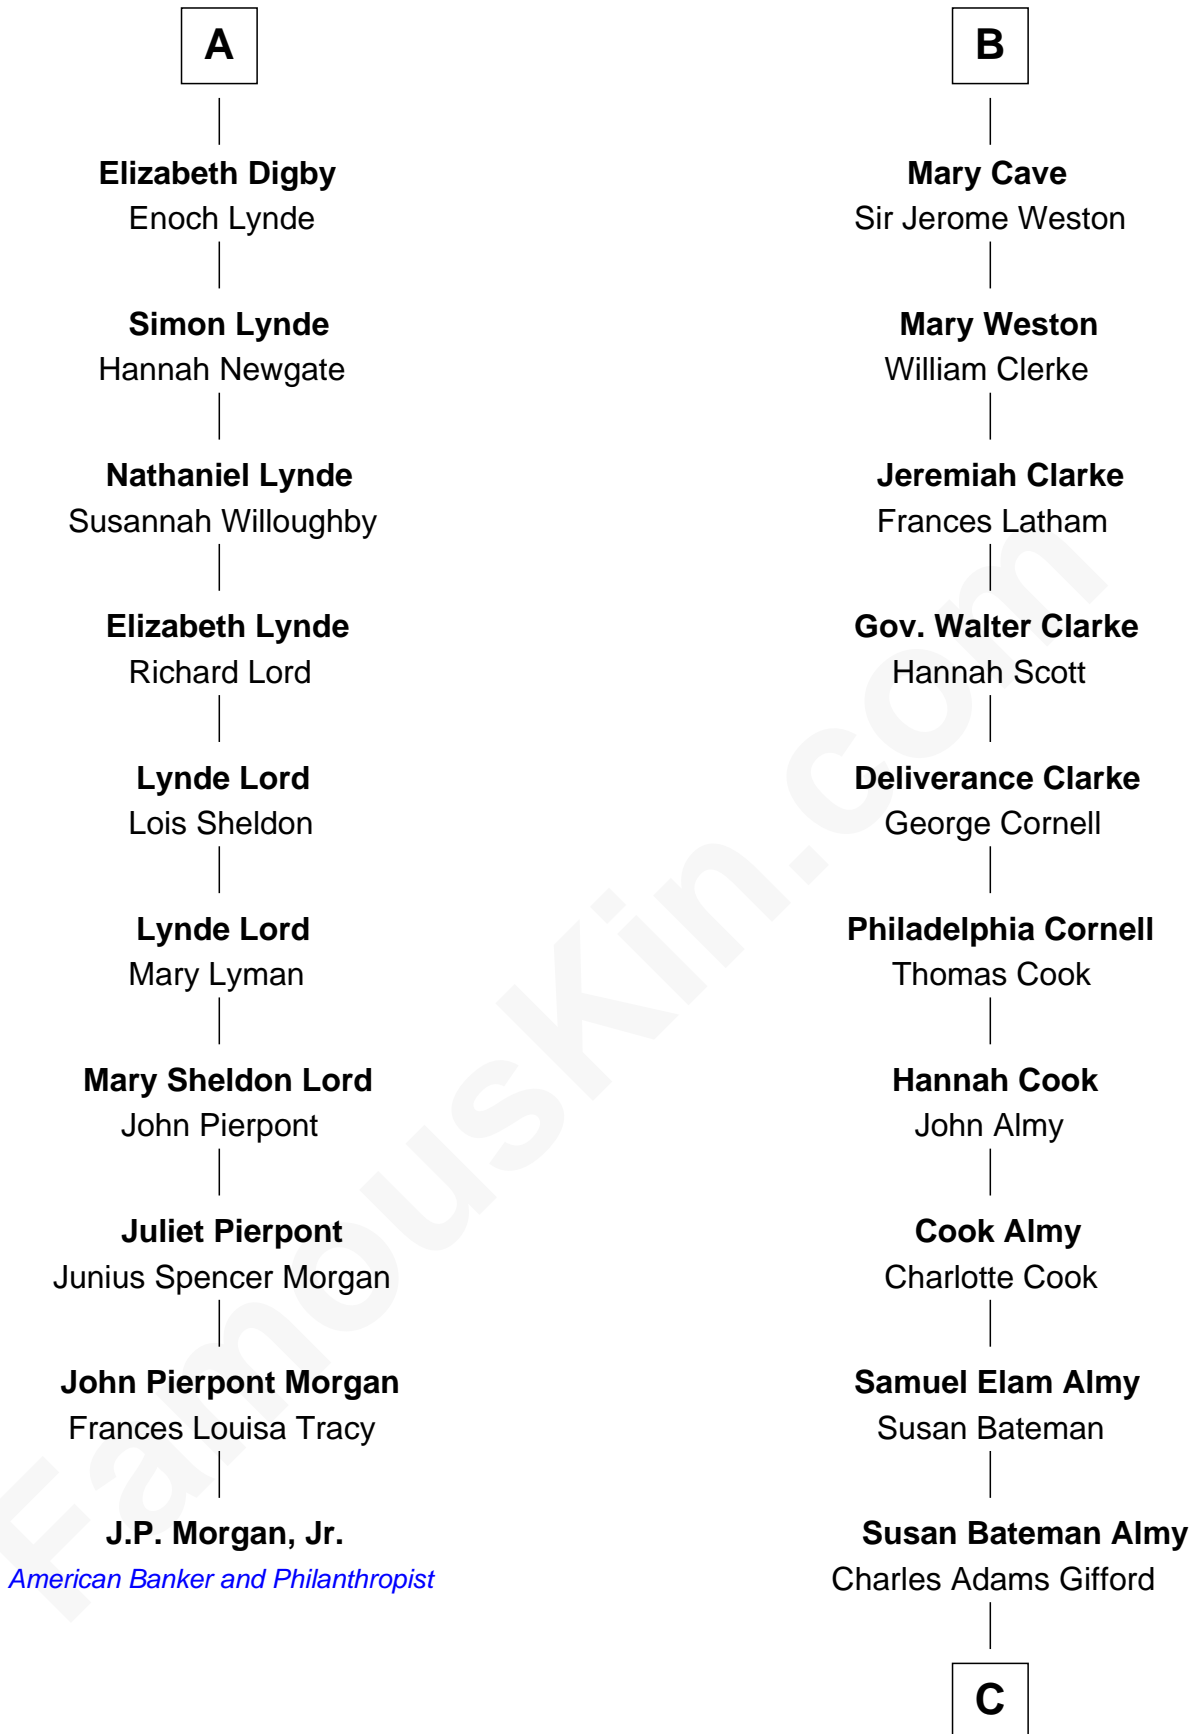 A
Elizabeth Digby
Enoch Lynde
Simon Lynde
Hannah Newgate
Nathaniel Lynde
Susannah Willoughby
Elizabeth Lynde
Richard Lord
Lynde Lord
Lois Sheldon
Lynde Lord
Mary Lyman
Mary Sheldon Lord
John Pierpont
Juliet Pierpont
Junius Spencer Morgan
John Pierpont Morgan
Frances Louisa Tracy
J.P. Morgan, Jr.
American Banker and Philanthropist
B
Mary Cave
Sir Jerome Weston
Mary Weston
William Clerke
Jeremiah Clarke
Frances Latham
Gov. Walter Clarke
Hannah Scott
Deliverance Clarke
George Cornell
Philadelphia Cornell
Thomas Cook
Hannah Cook
John Almy
Cook Almy
Charlotte Cook
Samuel Elam Almy
Susan Bateman
Susan Bateman Almy
Charles Adams Gifford
C
FamousKin.com